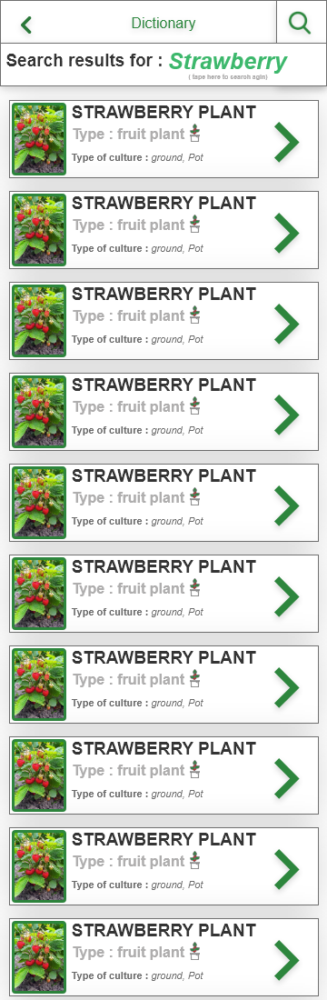 Dictionary
Search results for : Strawberry
( tape here to search agin)
STRAWBERRY PLANT
Type : fruit plant
Type of culture : ground, Pot
STRAWBERRY PLANT
Type : fruit plant
Type of culture : ground, Pot
STRAWBERRY PLANT
Type : fruit plant
Type of culture : ground, Pot
STRAWBERRY PLANT
Type : fruit plant
Type of culture : ground, Pot
STRAWBERRY PLANT
Type : fruit plant
Type of culture : ground, Pot
STRAWBERRY PLANT
Type : fruit plant
Type of culture : ground, Pot
STRAWBERRY PLANT
Type : fruit plant
Type of culture : ground, Pot
STRAWBERRY PLANT
Type : fruit plant
Type of culture : ground, Pot
STRAWBERRY PLANT
Type : fruit plant
Type of culture : ground, Pot
STRAWBERRY PLANT
Type : fruit plant
Type of culture : ground, Pot